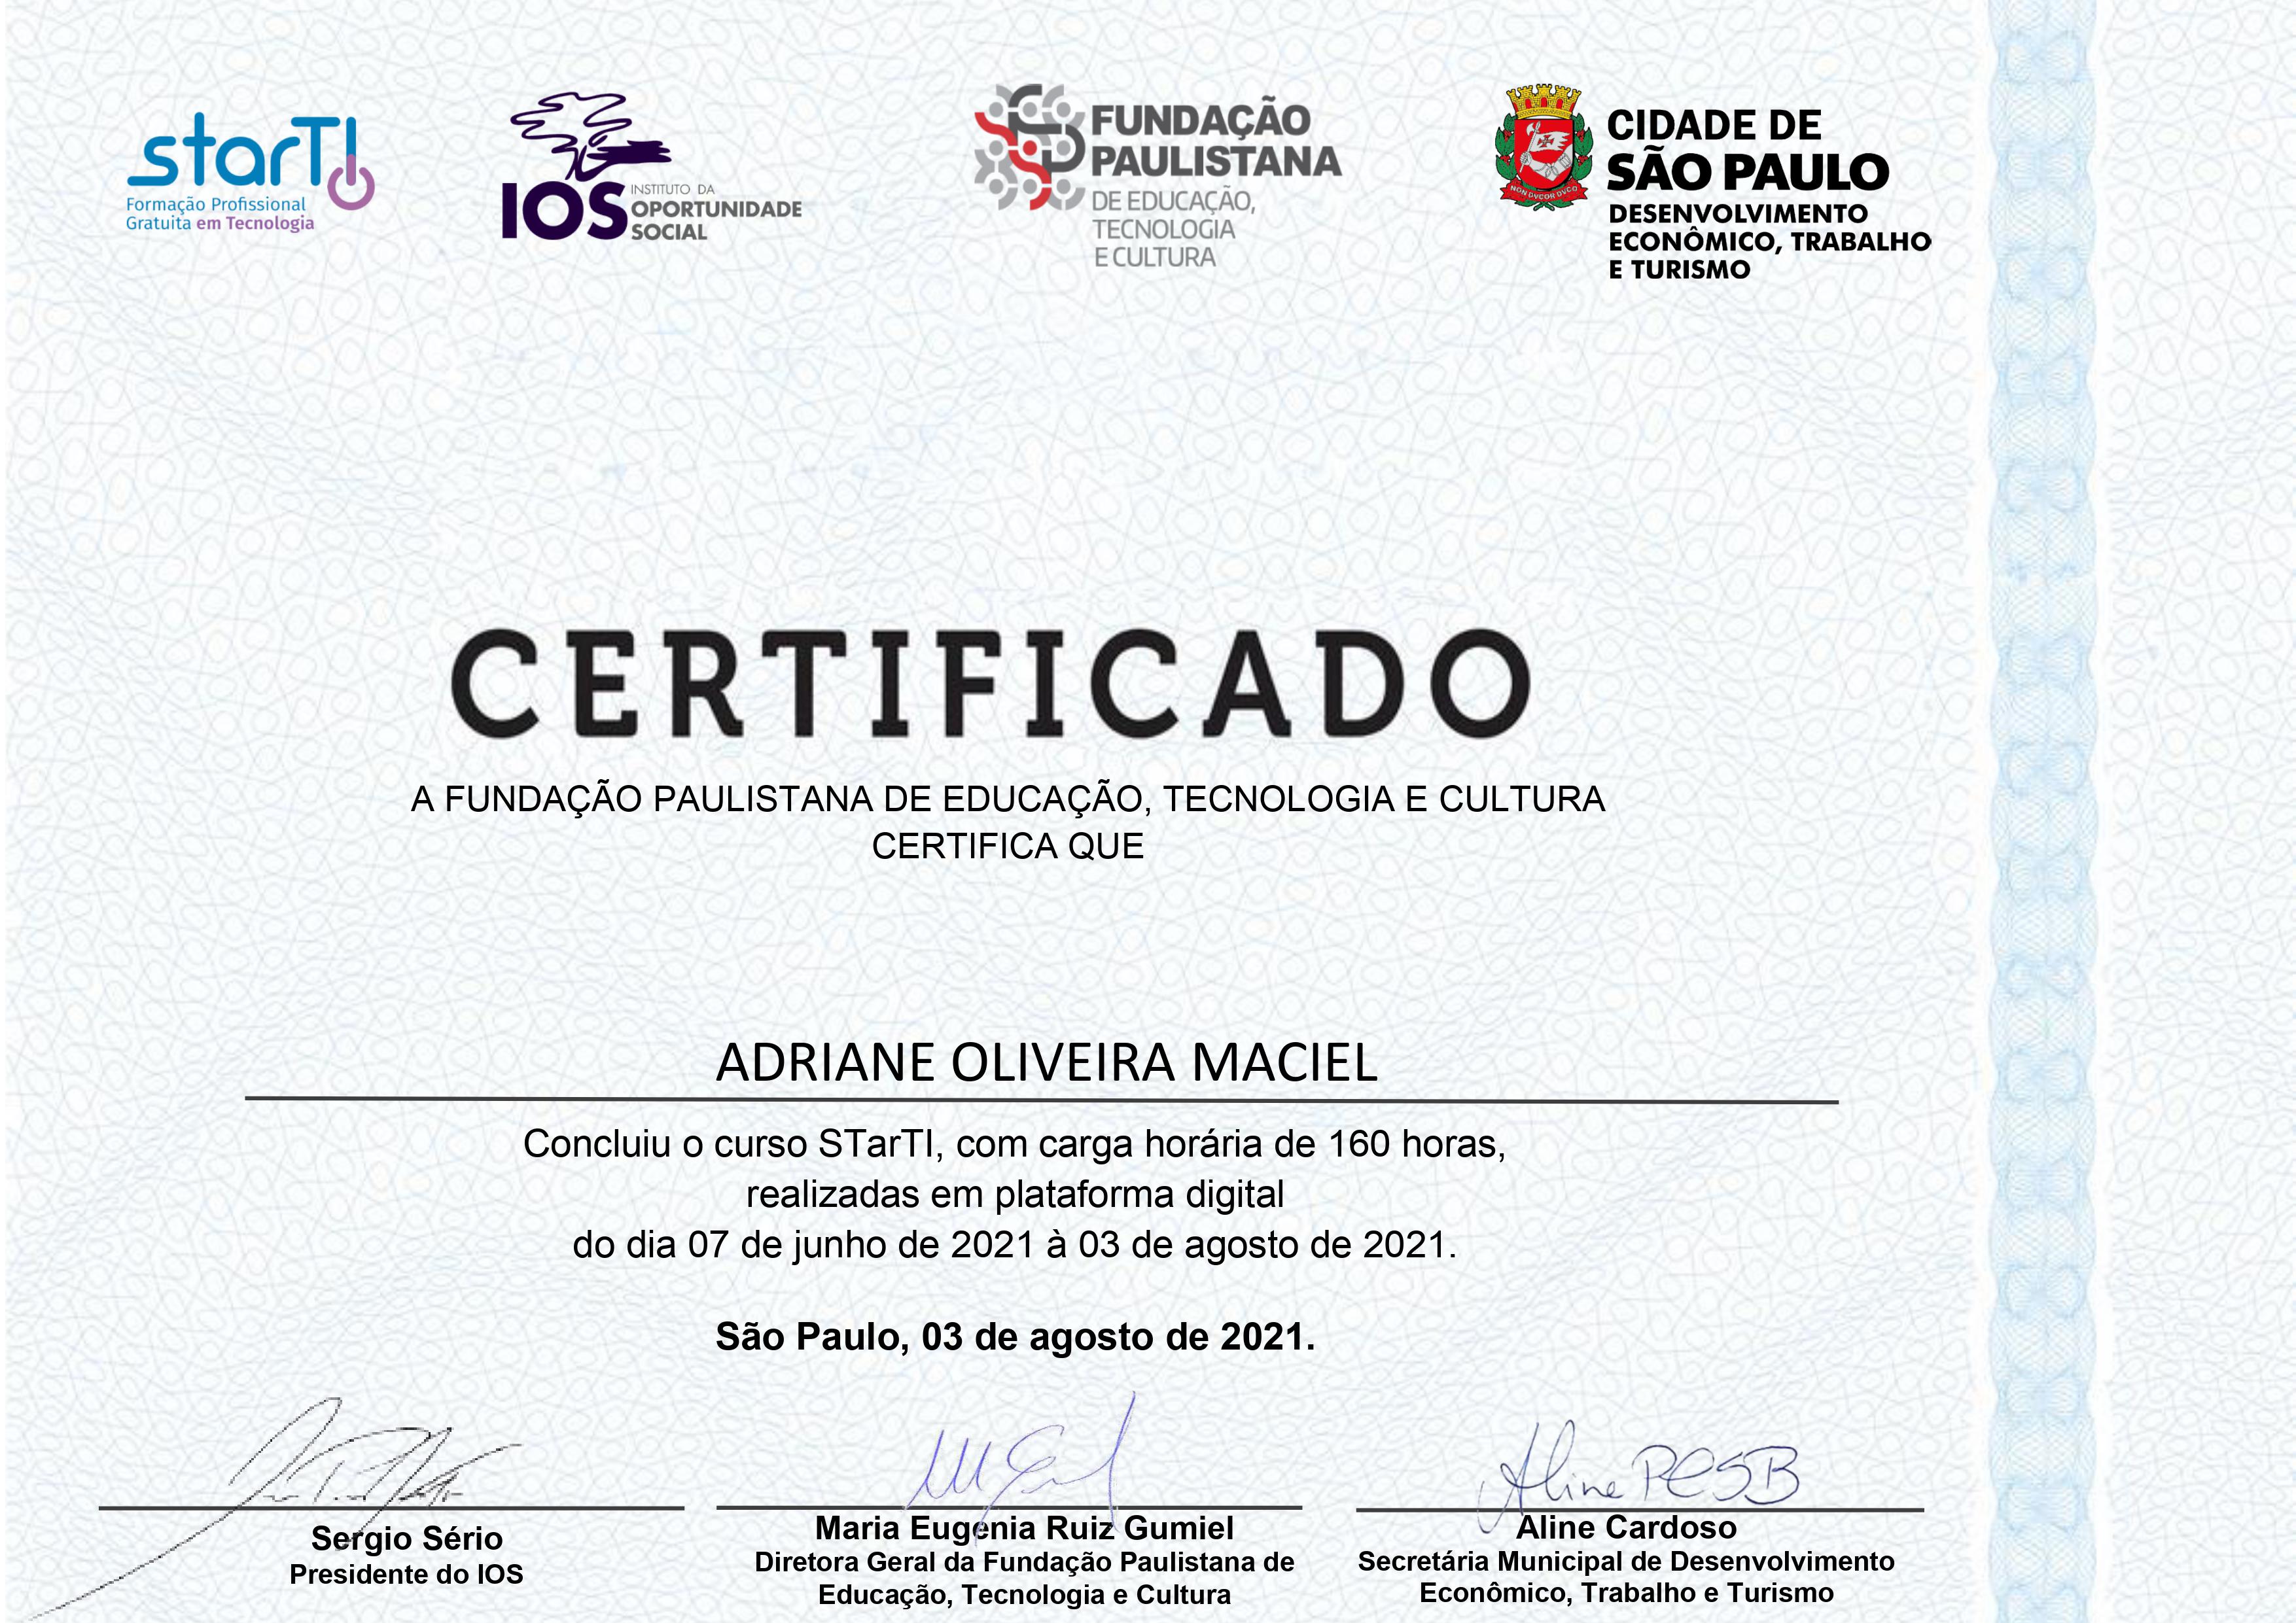 starTI
Formação Profissional
Gratuita em Tecnologia
IOS
INSTITUTO DA
OPORTUNIDADE
SOCIAL
FUNDAÇÃO
PAULISTANA
DE EDUCAÇÃO,
TECNOLOGIA
E CULTURA
NON DVCOR DVCO
CIDADE DE
SÃO PAULO
DESENVOLVIMENTO
ECONÔMICO, TRABALHO
E TURISMO
CERTIFICADO
A FUNDAÇÃO PAULISTANA DE EDUCAÇÃO, TECNOLOGIA E CULTURA
CERTIFICA QUE
ADRIANE OLIVEIRA MACIEL
Concluiu o curso STarTI, com carga horária de 160 horas,
realizadas em plataforma digital
do dia 07 de junho de 2021 à 03 de agosto de 2021.
São Paulo, 03 de agosto de 2021.
Aline PCSB
Sergio Sério
Presidente do IOS
Maria Eugenia Ruiz Gumiel
Diretora Geral da Fundação Paulistana de
Educação, Tecnologia e Cultura
Aline Cardoso
Secretária Municipal de Desenvolvimento
Econômico, Trabalho e Turismo